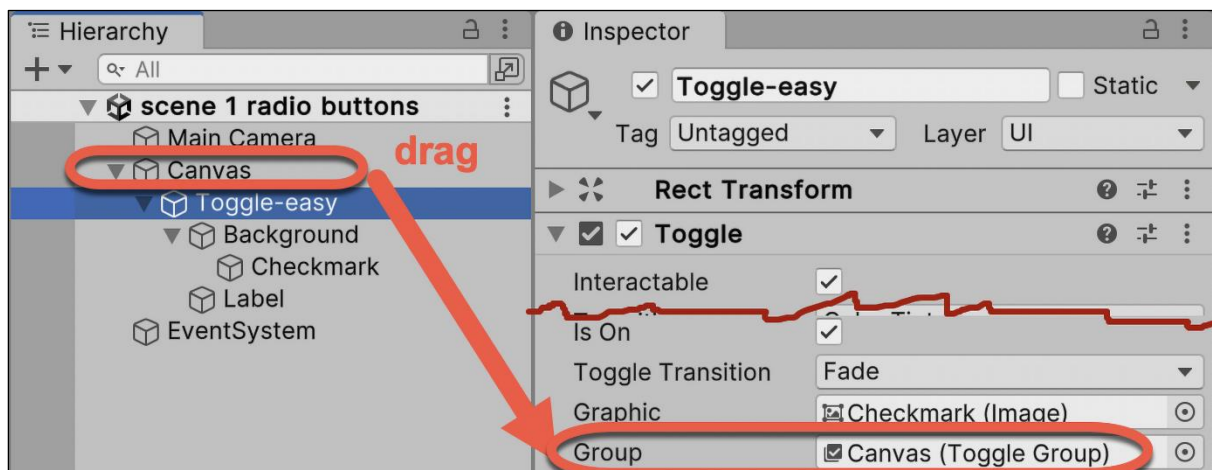 Hierarchy
All
scene 1 radio buttons
Main Camera
Canvas
drag
Toggle-easy
Background
Checkmark
Label
EventSystem
Inspector
Toggle-easy Static
Tag Untagged Layer UI
Rect Transform
Toggle
Interactable
Is On
Toggle Transition Fade
Graphic Checkmark (Image)
Group Canvas (Toggle Group)